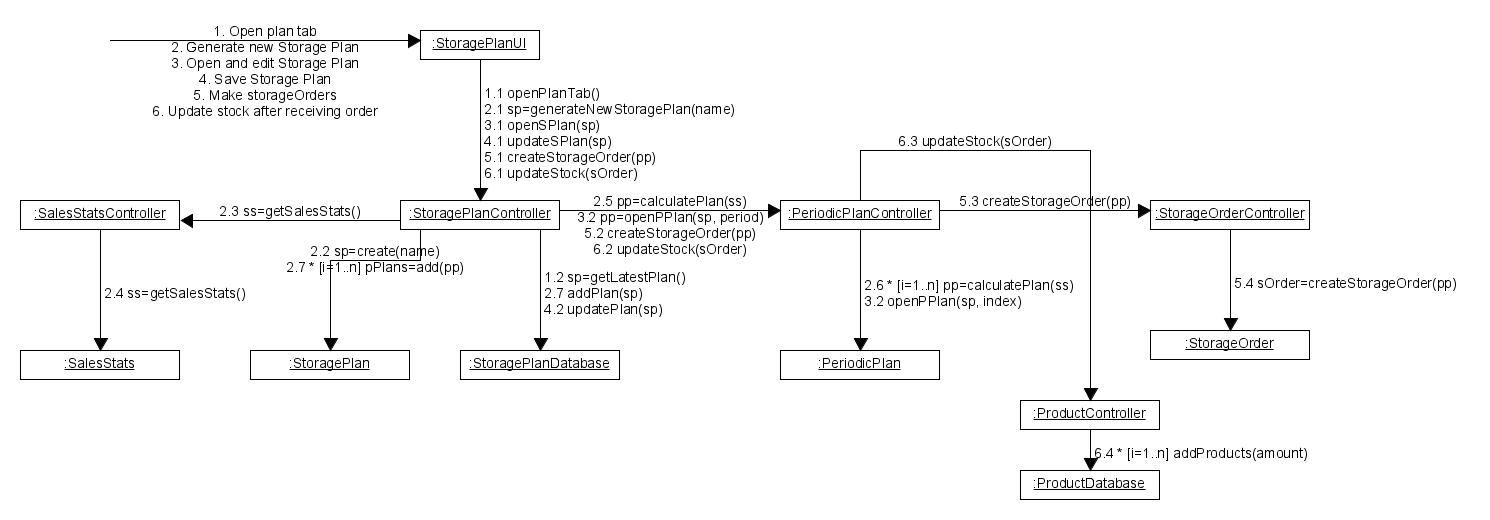 1. Open plan tab
2. Generate new Storage Plan
3. Open and edit Storage Plan
4. Save Storage Plan
5. Make storageOrders
6. Update stock after receiving order
:StoragePlanUI
1.1 openPlanTab()
2.1 sp=generateNewStoragePlan(name)
3.1 openSPlan(sp)
4.1 updateSPlan(sp)
5.1 createStorageOrder(pp)
6.1 updateStock(sOrder)
6.3 updateStock(sOrder)
:SalesStatsController
2.3 ss=getSalesStats()
:StoragePlanController
2.5 pp=calculatePlan(ss)
3.2 pp=openPPlan(sp, period)
5.2 createStorageOrder(pp)
6.2 updateStock(sOrder)
:PeriodicPlanController
5.3 createStorageOrder(pp)
:StorageOrderController
2.2 sp=create(name)
2.7 * [i=1..n] pPlans=add(pp)
2.4 ss=getSalesStats()
1.2 sp=getLatestPlan()
2.7 addPlan(sp)
4.2 updatePlan(sp)
2.6 * [i=1..n] pp=calculatePlan(ss)
3.2 openPPlan(sp, index)
5.4 sOrder=createStorageOrder(pp)
:SalesStats
:StoragePlan
:StoragePlanDatabase
:PeriodicPlan
:StorageOrder
:ProductController
6.4 * [i=1..n] addProducts(amount)
:ProductDatabase